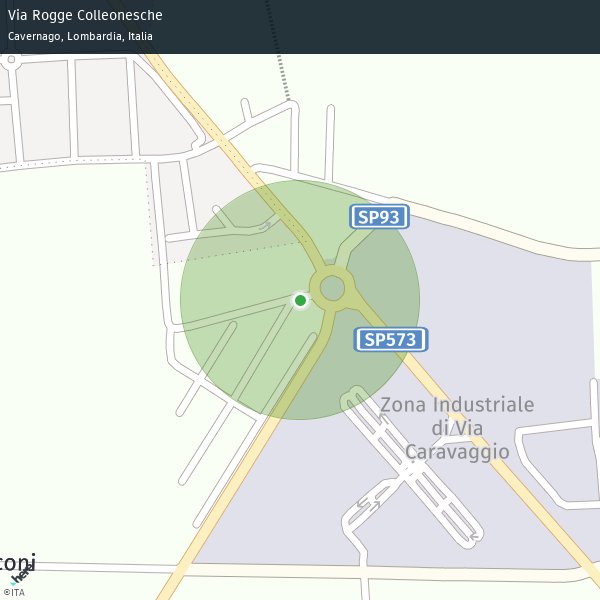 Via Rogge Colleonesche
Cavernago, Lombardia, Italia
SP93
SP573
Zona Industriale
di Via
Caravaggio
coni
here
©ITA